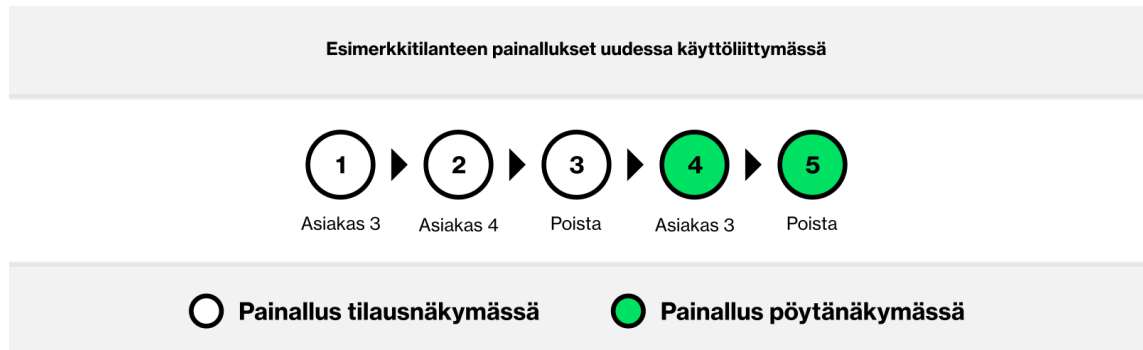 Esimerkkitilanteen painallukset uudessa käyttöliittymässä
1 2 3 4 5
Asiakas 3 Asiakas 4 Poista Asiakas 3 Poista
Painallus tilausnäkymässä Painallus pöytänäkymässä